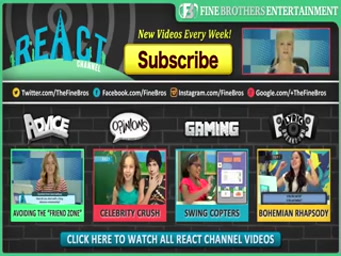 FB FINE BROTHERS ENTERTAINMENT
REACT
CHANNEL
New Videos Every Week!
Subscribe
Twitter.com/TheFineBros
Facebook.com/FineBros
Instagram.com/FineBros
Google.com/+TheFineBros
ADVICE
OPINIONS
GAMING
LYRIC
AVOIDING THE "FRIEND ZONE"
CELEBRITY CRUSH
SWING COPTERS
BOHEMIAN RHAPSODY
CLICK HERE TO WATCH ALL REACT CHANNEL VIDEOS